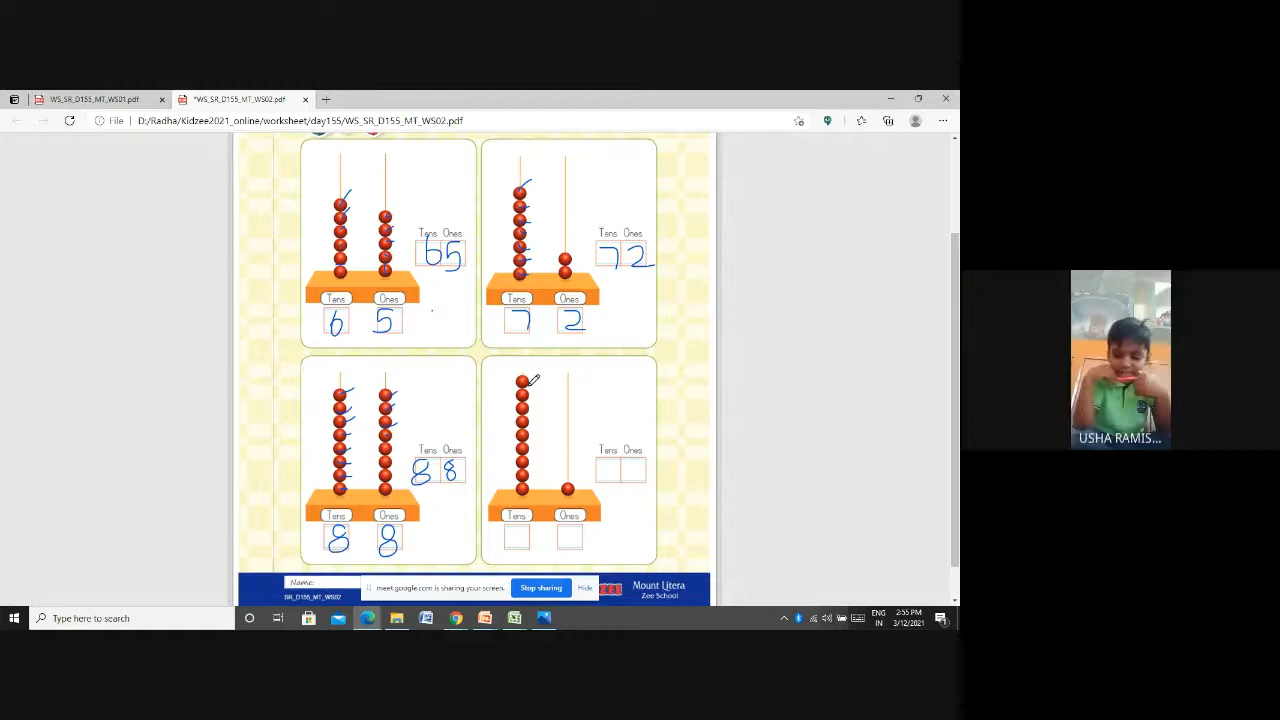 WS_SR_D155_MT_WS01.pdf
*WS_SR_D155_MT_WS02.pdf
File
D:/Radha/Kidzee2021_online/worksheet/day155/WS_SR_D155_MT_WS02.pdf
Tens Ones
65
Tens Ones
6 5
Tens Ones
72
Tens Ones
7 2
Tens Ones
88
Tens Ones
8 8
Tens Ones
Tens Ones
Name:
SR_D155_MT_WS02
meet.google.com is sharing your screen.
Stop sharing
Hide
Mount Litera
Zee School
Type here to search
ENG
IN
2:55 PM
3/12/2021
USHA RAMIS...